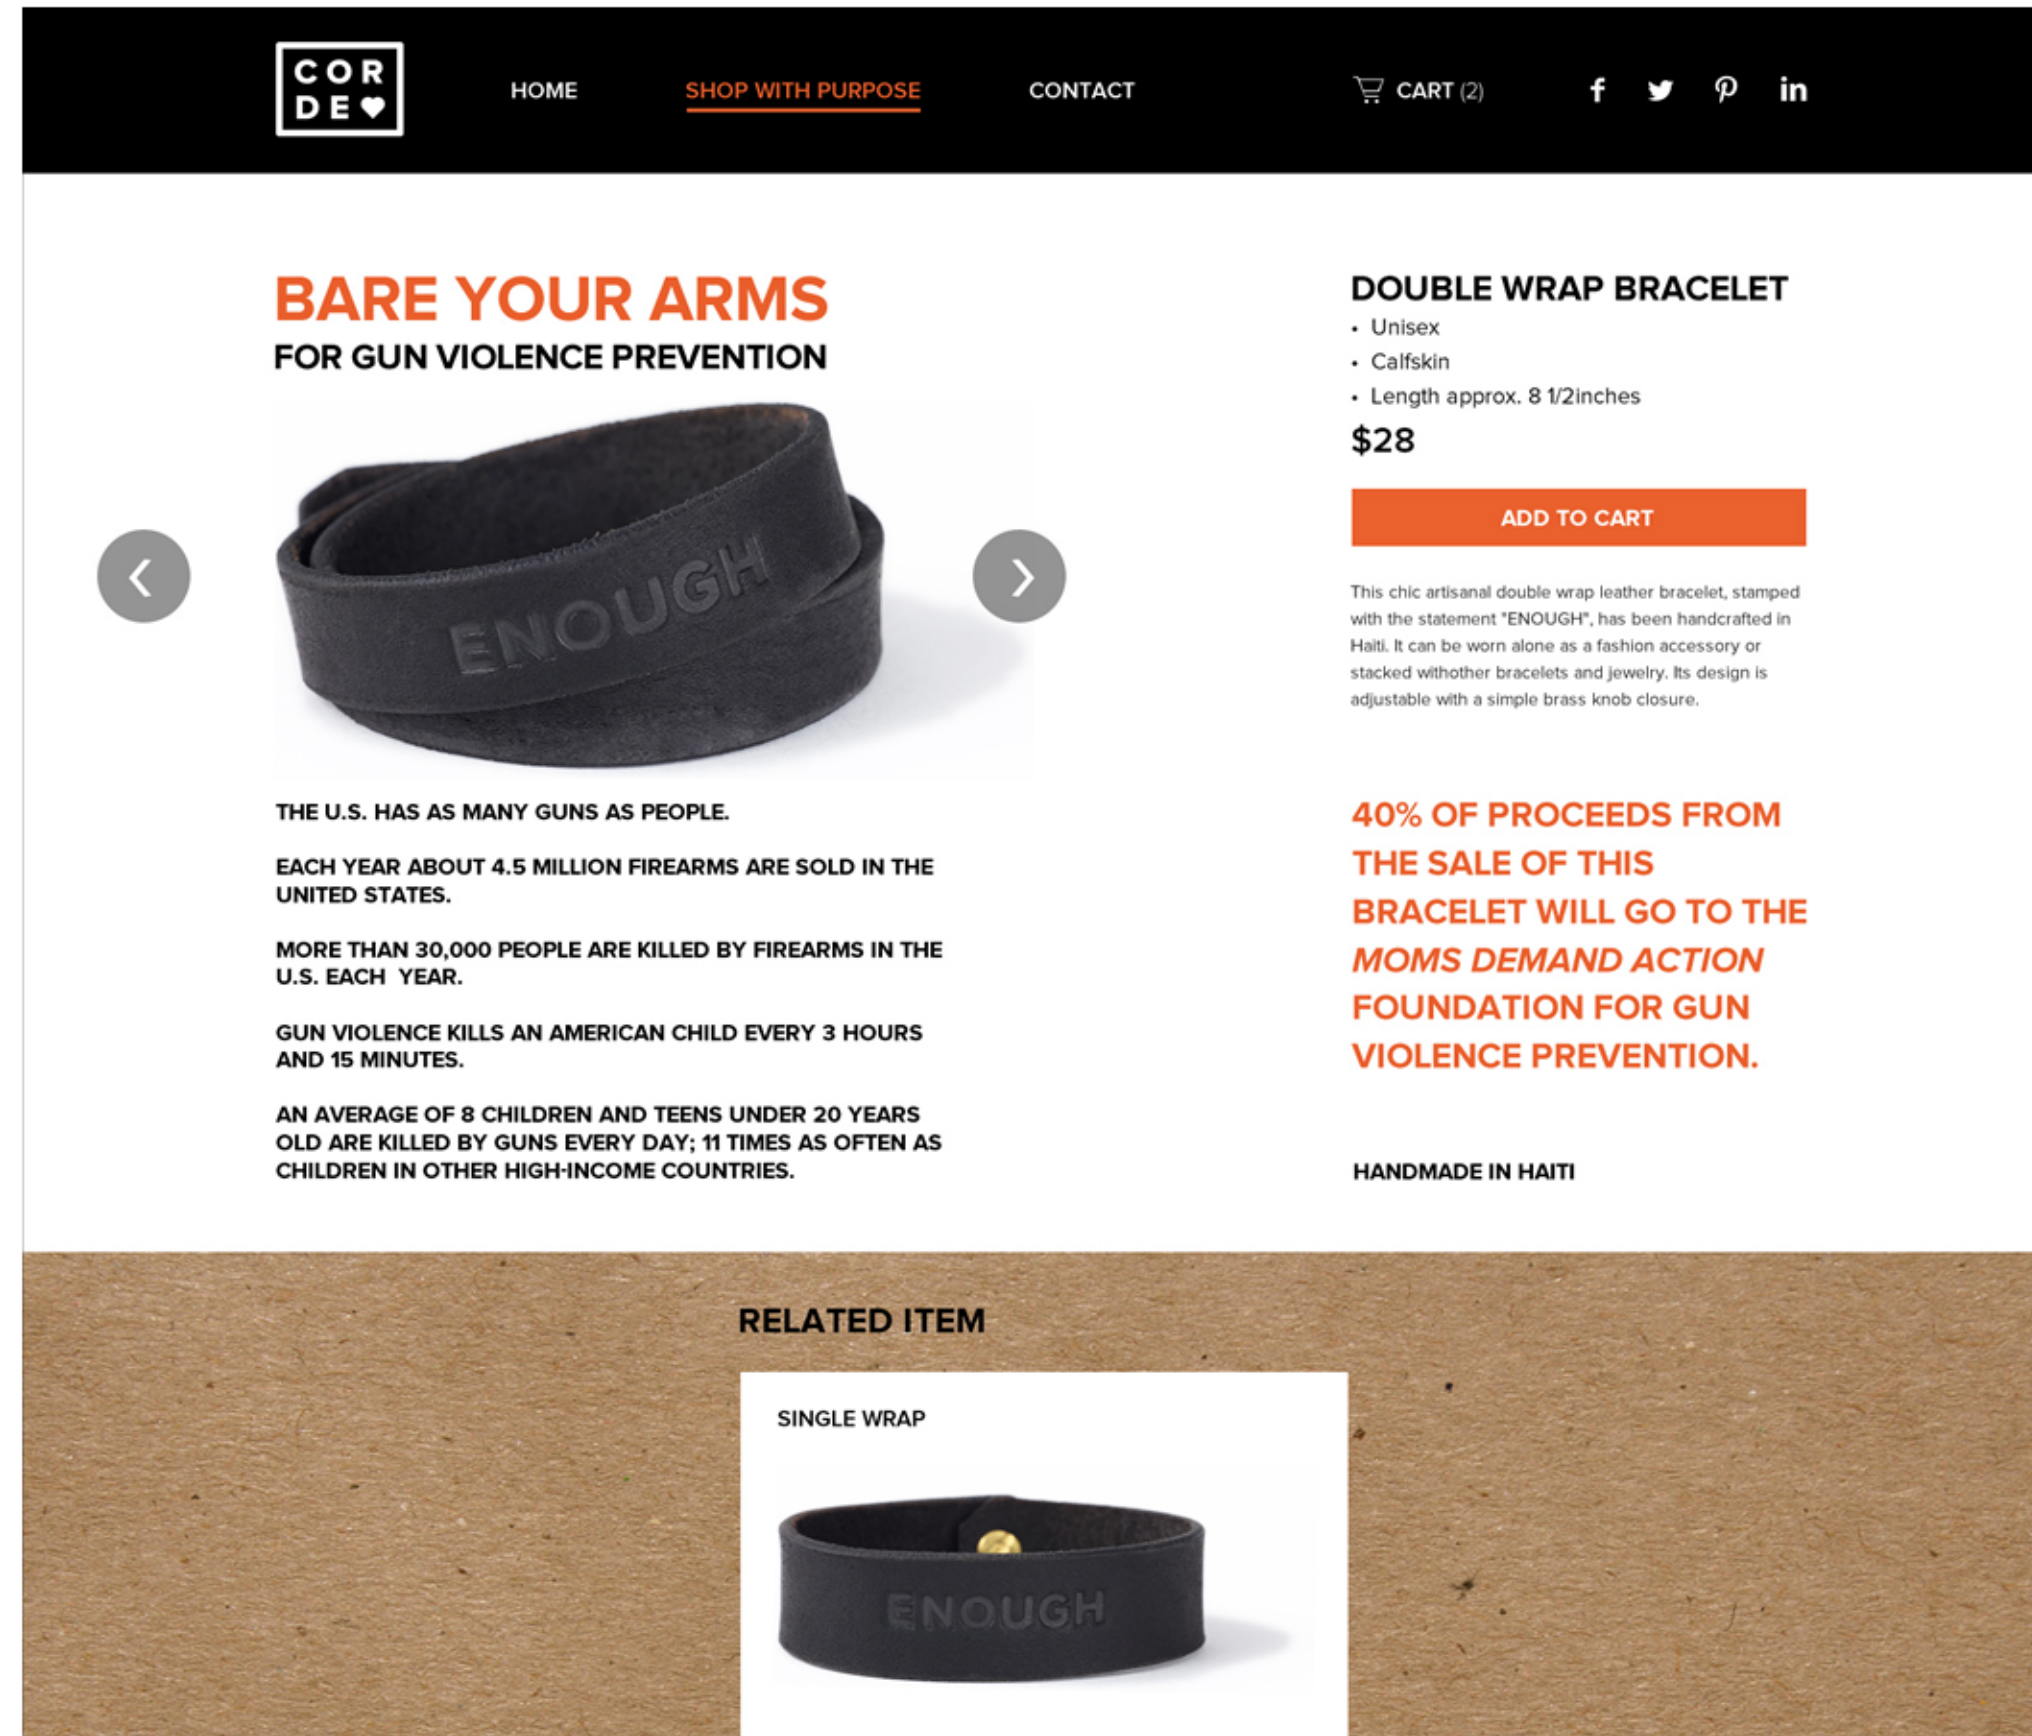 COR
DE
HOME
SHOP WITH PURPOSE
CONTACT
CART (2)
f
in
BARE YOUR ARMS
FOR GUN VIOLENCE PREVENTION
ENOUGH
THE U.S. HAS AS MANY GUNS AS PEOPLE.
EACH YEAR ABOUT 4.5 MILLION FIREARMS ARE SOLD IN THE
UNITED STATES.
MORE THAN 30,000 PEOPLE ARE KILLED BY FIREARMS IN THE
U.S. EACH  YEAR.
GUN VIOLENCE KILLS AN AMERICAN CHILD EVERY 3 HOURS
AND 15 MINUTES.
AN AVERAGE OF 8 CHILDREN AND TEENS UNDER 20 YEARS
OLD ARE KILLED BY GUNS EVERY DAY; 11 TIMES AS OFTEN AS
CHILDREN IN OTHER HIGH-INCOME COUNTRIES.
DOUBLE WRAP BRACELET
• Unisex
• Calfskin
• Length approx. 8 1/2inches
$28
ADD TO CART
This chic artisanal double wrap leather bracelet, stamped
with the statement "ENOUGH", has been handcrafted in
Haiti. It can be worn alone as a fashion accessory or
stacked withother bracelets and jewelry. Its design is
adjustable with a simple brass knob closure.
40% OF PROCEEDS FROM
THE SALE OF THIS
BRACELET WILL GO TO THE
MOMS DEMAND ACTION
FOUNDATION FOR GUN
VIOLENCE PREVENTION.
HANDMADE IN HAITI
RELATED ITEM
SINGLE WRAP
ENOUGH